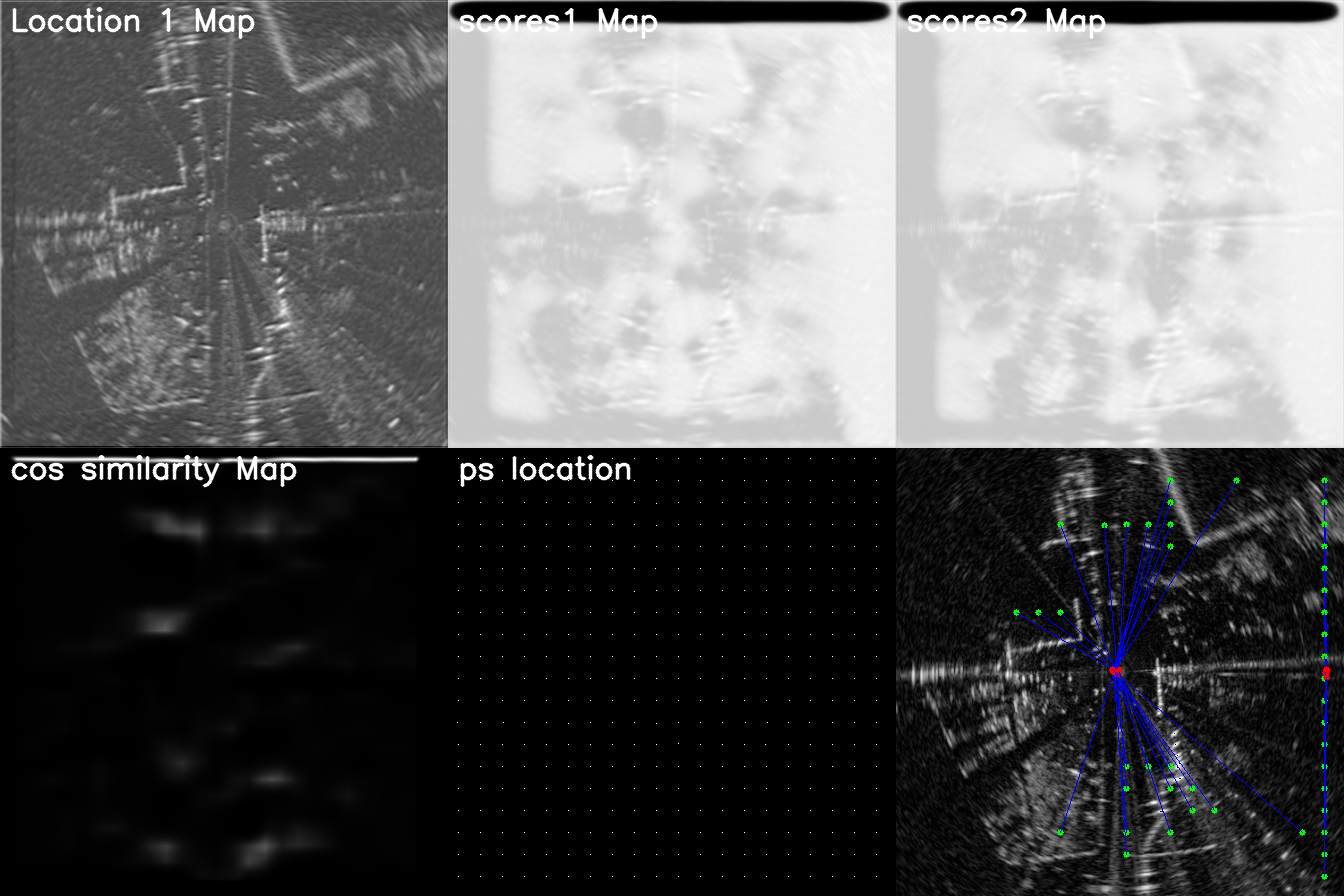 Location 1 Map
scores1 Map
scores2 Map
cos similarity Map
ps location